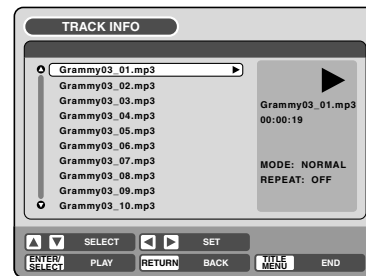 TRACK INFO
Grammy03_01.mp3
Grammy03_02.mp3
Grammy03_03.mp3
Grammy03_04.mp3
Grammy03_05.mp3
Grammy03_06.mp3
Grammy03_07.mp3
Grammy03_08.mp3
Grammy03_09.mp3
Grammy03_10.mp3
Grammy03_01.mp3
00:00:19
MODE: NORMAL
REPEAT: OFF
SELECT SET
ENTER/SELECT PLAY RETURN BACK TITLE MENU END